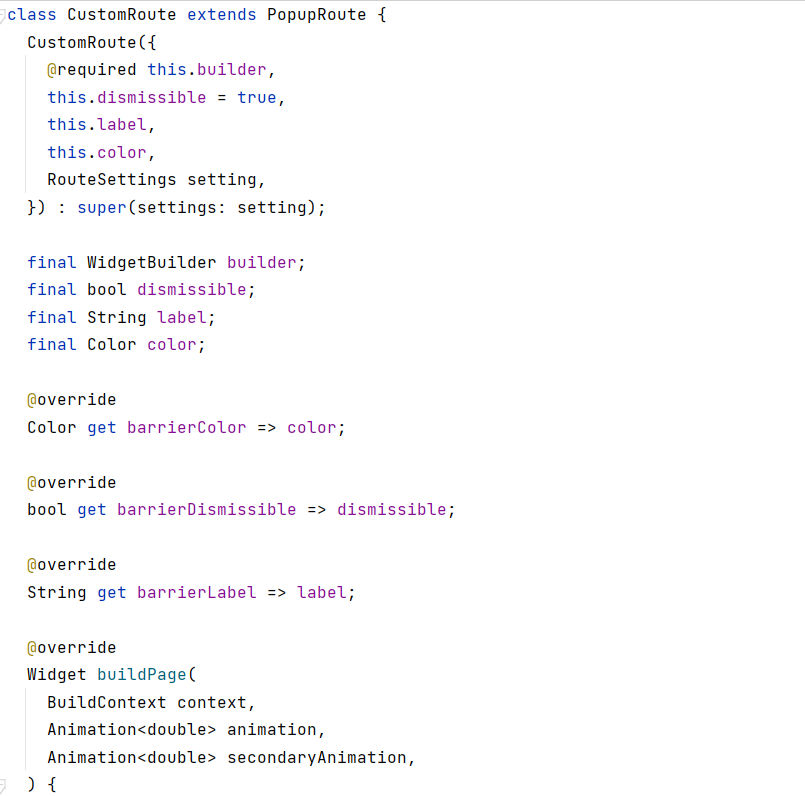 class CustomRoute extends PopupRoute {
  CustomRoute({
    @required this.builder,
    this.dismissible = true,
    this.label,
    this.color,
    RouteSettings setting,
  }) : super(settings: setting);

  final WidgetBuilder builder;
  final bool dismissible;
  final String label;
  final Color color;

  @override
  Color get barrierColor => color;

  @override
  bool get barrierDismissible => dismissible;

  @override
  String get barrierLabel => label;

  @override
  Widget buildPage(
    BuildContext context,
    Animation<double> animation,
    Animation<double> secondaryAnimation,
  ) {